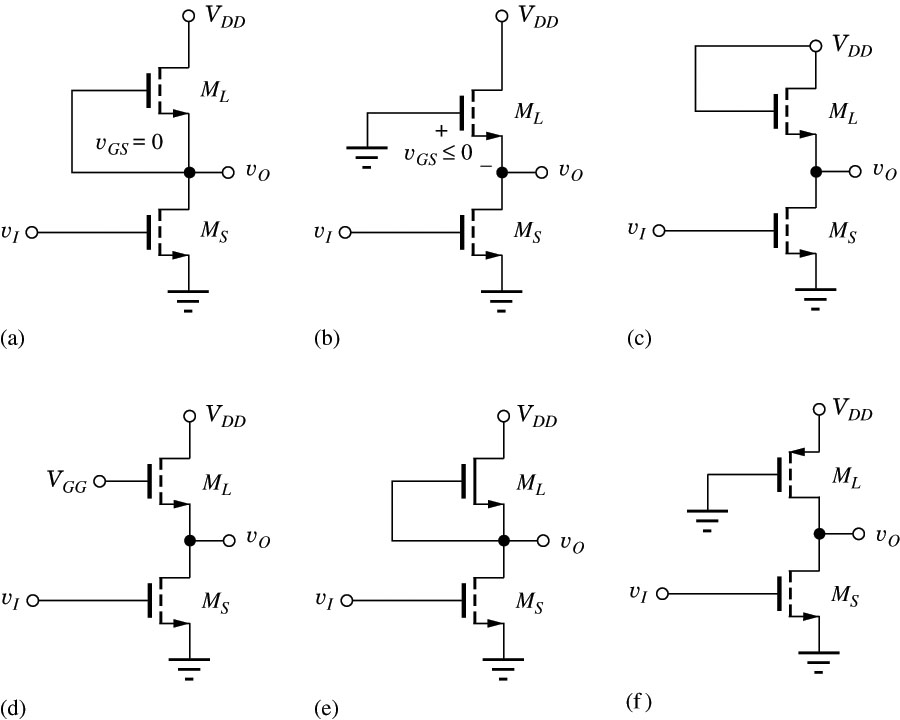 V_DD
M_L
v_GS = 0
v_O
v_I
M_S
(a)
V_DD
M_L
+
v_GS ≤ 0
−
v_O
v_I
M_S
(b)
V_DD
M_L
v_O
v_I
M_S
(c)
V_DD
V_GG
M_L
v_O
v_I
M_S
(d)
V_DD
M_L
v_O
v_I
M_S
(e)
V_DD
M_L
v_O
v_I
M_S
(f)